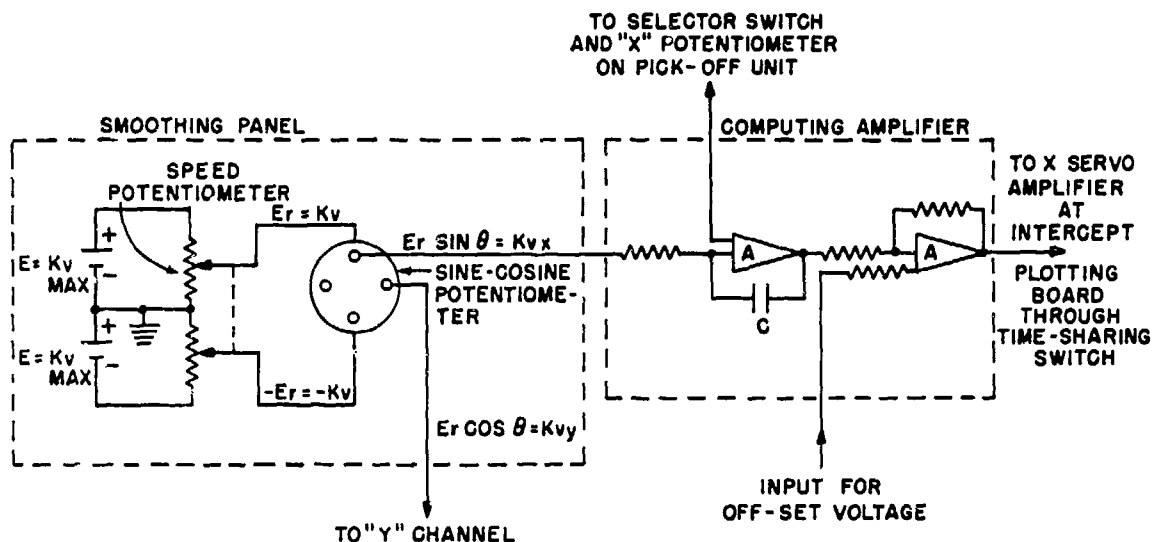 TO SELECTOR SWITCH
AND "X" POTENTIOMETER
ON PICK-OFF UNIT
SMOOTHING PANEL
COMPUTING AMPLIFIER
SPEED
POTENTIOMETER
TO X SERVO
AMPLIFIER
AT
INTERCEPT
PLOTTING
BOARD
THROUGH
TIME-SHARING
SWITCH
+
E = Kv
MAX
-
Er = Kv
Er SIN θ = Kvx
SINE-COSINE
POTENTIOME-
TER
A
A
C
+
E = Kv
MAX
-
-Er = -Kv
Er COS θ = Kvy
INPUT FOR
OFF-SET VOLTAGE
TO "Y" CHANNEL